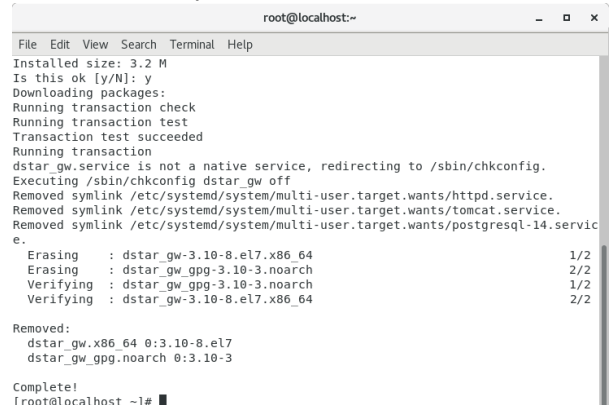 root@localhost:~
File Edit View Search Terminal Help
Installed size: 3.2 M
Is this ok [y/N]: y
Downloading packages:
Running transaction check
Running transaction test
Transaction test succeeded
Running transaction
dstar_gw.service is not a native service, redirecting to /sbin/chkconfig.
Executing /sbin/chkconfig dstar_gw off
Removed symlink /etc/systemd/system/multi-user.target.wants/httpd.service.
Removed symlink /etc/systemd/system/multi-user.target.wants/tomcat.service.
Removed symlink /etc/systemd/system/multi-user.target.wants/postgresql-14.servic
e.
  Erasing    : dstar_gw-3.10-8.el7.x86_64    1/2
  Erasing    : dstar_gw_gpg-3.10-3.noarch    2/2
  Verifying  : dstar_gw_gpg-3.10-3.noarch    1/2
  Verifying  : dstar_gw-3.10-8.el7.x86_64    2/2
Removed:
  dstar_gw.x86_64 0:3.10-8.el7
  dstar_gw_gpg.noarch 0:3.10-3
Complete!
[root@localhost ~]#